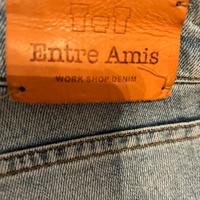 Entre Amis
WORK SHOP DENIM